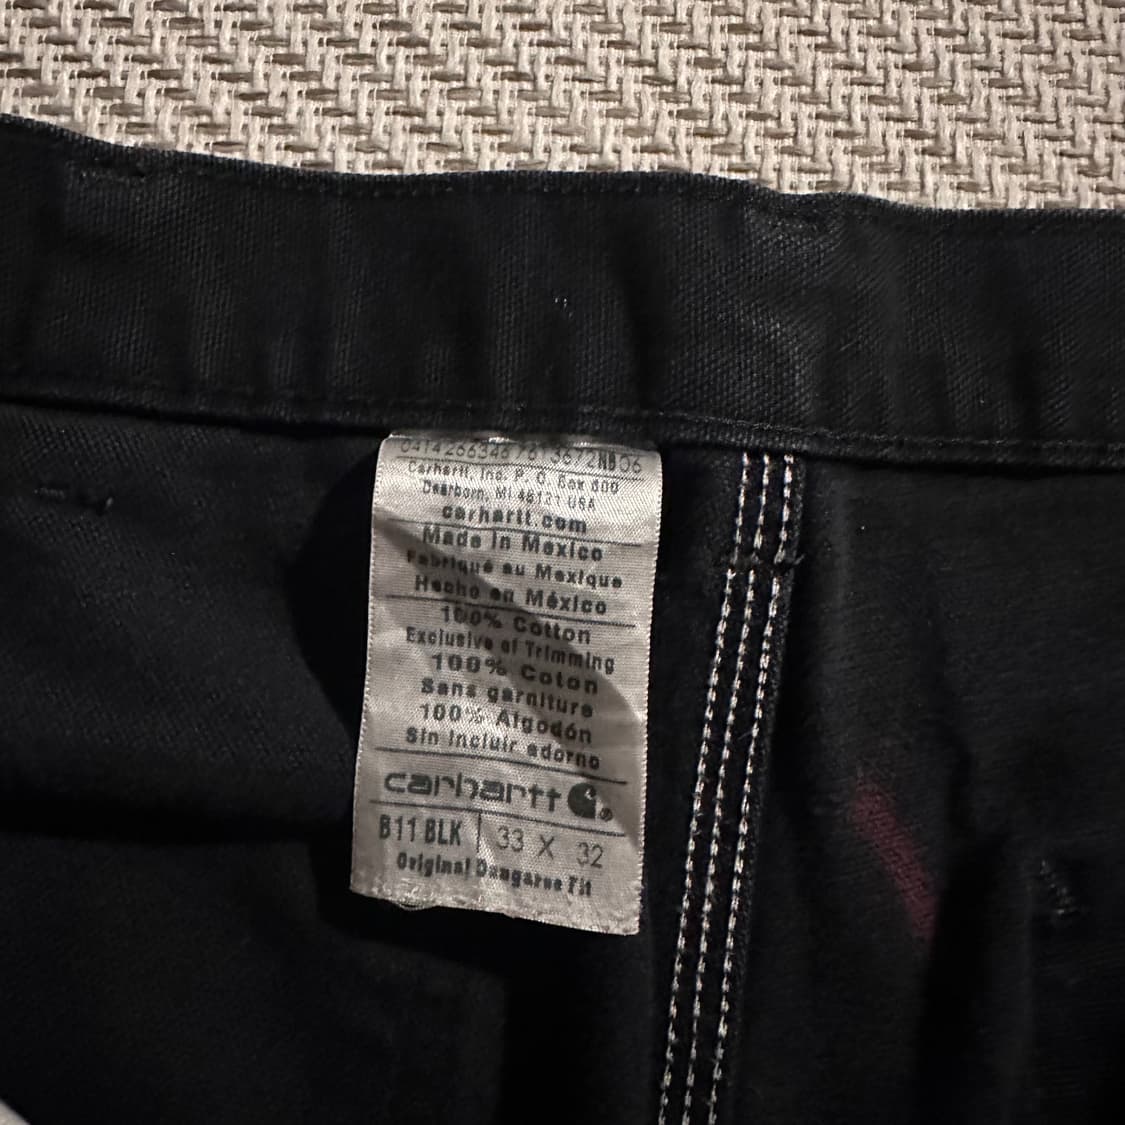 Carhartt, Inc. P. O. Box 600
Dearborn, MI 48121 USA
carhartt.com
Made in Mexico
Fabriqué au Mexique
Hecho en México
100% Cotton
Exclusive of Trimming
100% Coton
Sans garniture
100% Algodón
Sin incluir adorno
carhartt ®
B11 BLK 33 X 32
Original Dungaree Fit